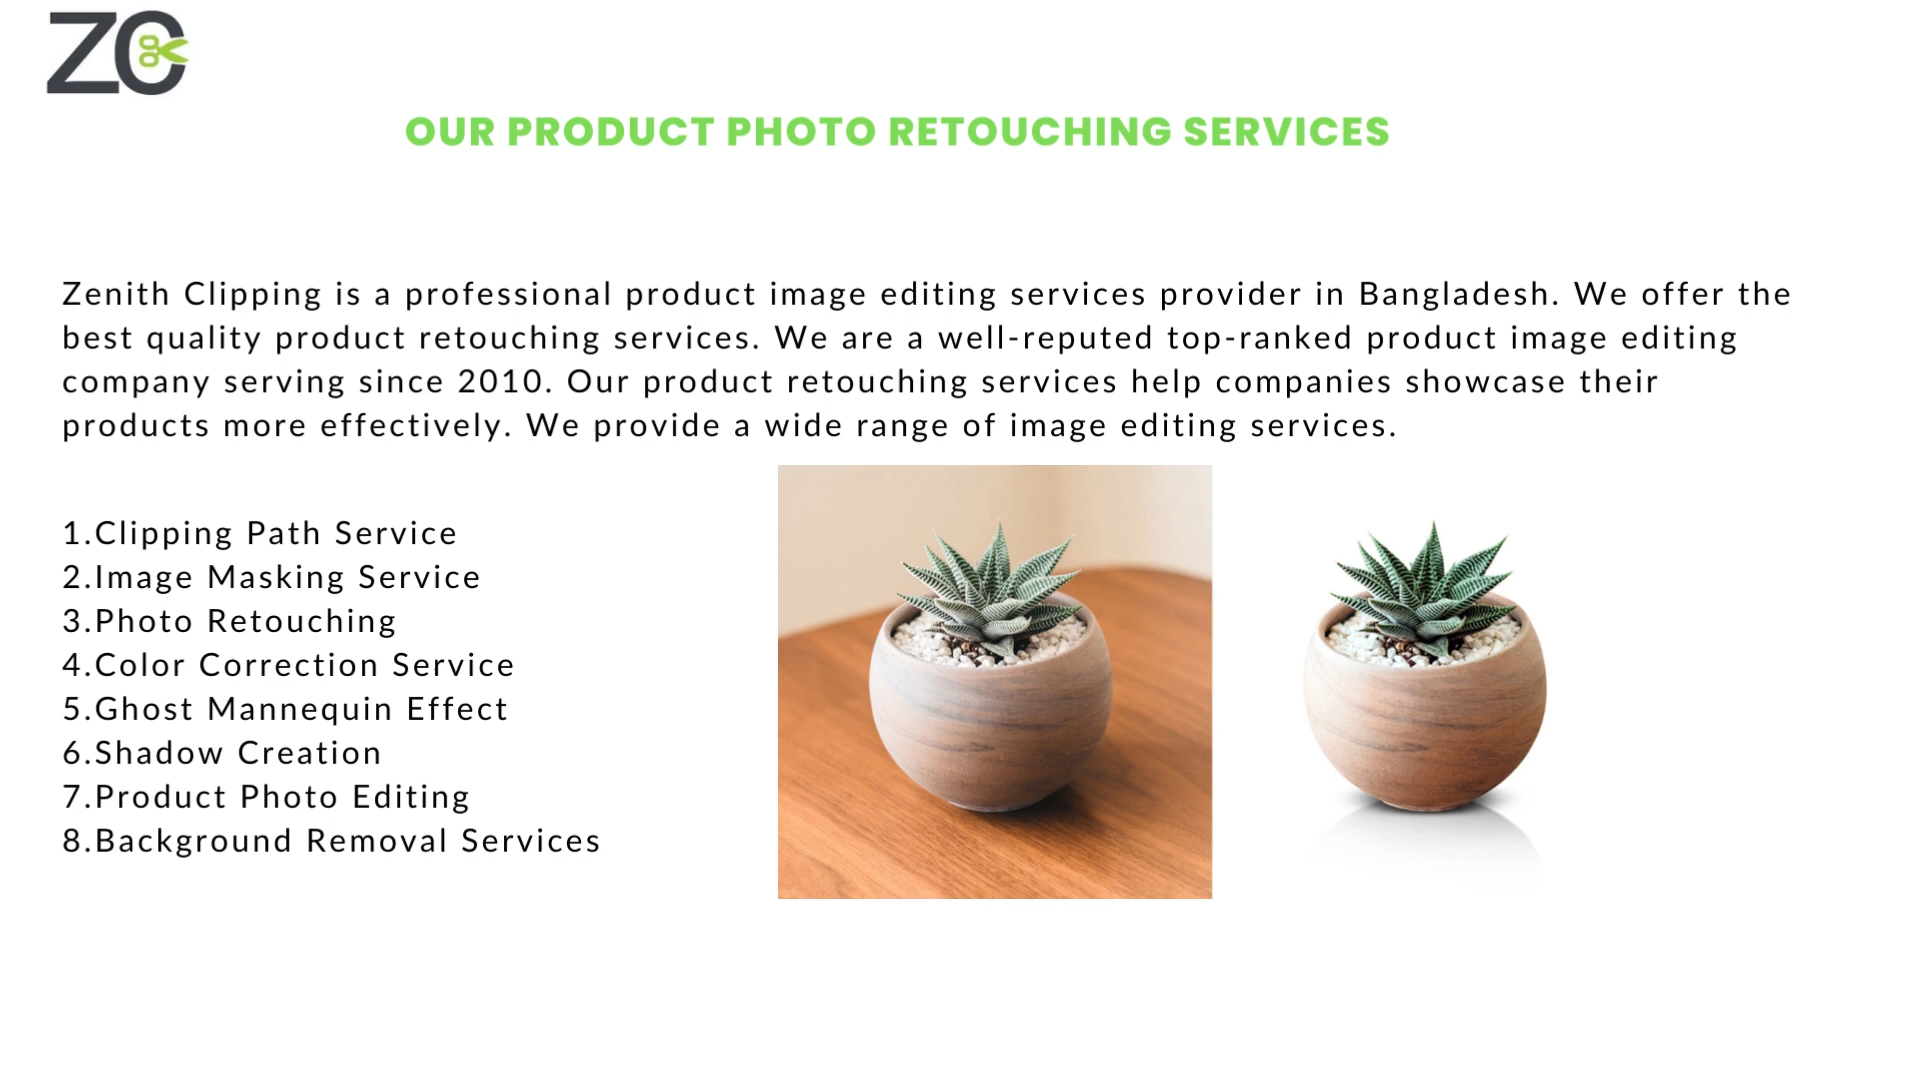 ZC
OUR PRODUCT PHOTO RETOUCHING SERVICES
Zenith Clipping is a professional product image editing services provider in Bangladesh. We offer the
best quality product retouching services. We are a well-reputed top-ranked product image editing
company serving since 2010. Our product retouching services help companies showcase their
products more effectively. We provide a wide range of image editing services.
1.Clipping Path Service
2.Image Masking Service
3.Photo Retouching
4.Color Correction Service
5.Ghost Mannequin Effect
6.Shadow Creation
7.Product Photo Editing
8.Background Removal Services